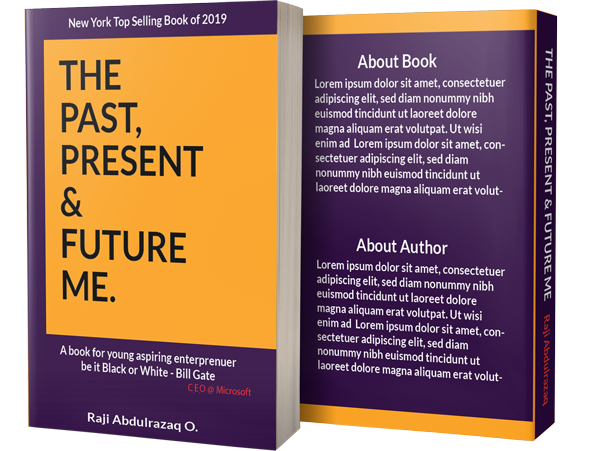 New York Top Selling Book of 2019
THE
PAST,
PRESENT
&
FUTURE
ME.
A book for young aspiring enterprenuer
be it Black or White - Bill Gate
CEO @ Microsoft
Raji Abdulrazaq O.
About Book
Lorem ipsum dolor sit amet, consectetuer
adipiscing elit, sed diam nonummy nibh
euismod tincidunt ut laoreet dolore
magna aliquam erat volutpat. Ut wisi
enim ad Lorem ipsum dolor sit amet, con-
sectetuer adipiscing elit, sed diam
nonummy nibh euismod tincidunt ut
laoreet dolore magna aliquam erat volut-
About Author
Lorem ipsum dolor sit amet, consectetuer
adipiscing elit, sed diam nonummy nibh
euismod tincidunt ut laoreet dolore
magna aliquam erat volutpat. Ut wisi
enim ad Lorem ipsum dolor sit amet, con-
sectetuer adipiscing elit, sed diam
nonummy nibh euismod tincidunt ut
laoreet dolore magna aliquam erat volut-
THE PAST, PRESENT & FUTURE ME Raji Abdulrazaq